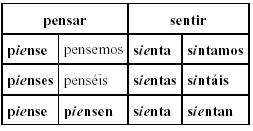 pensar sentir
piense pensemos sienta sintamos
pienses penséis sientas sintáis
piense piensen sienta sientan